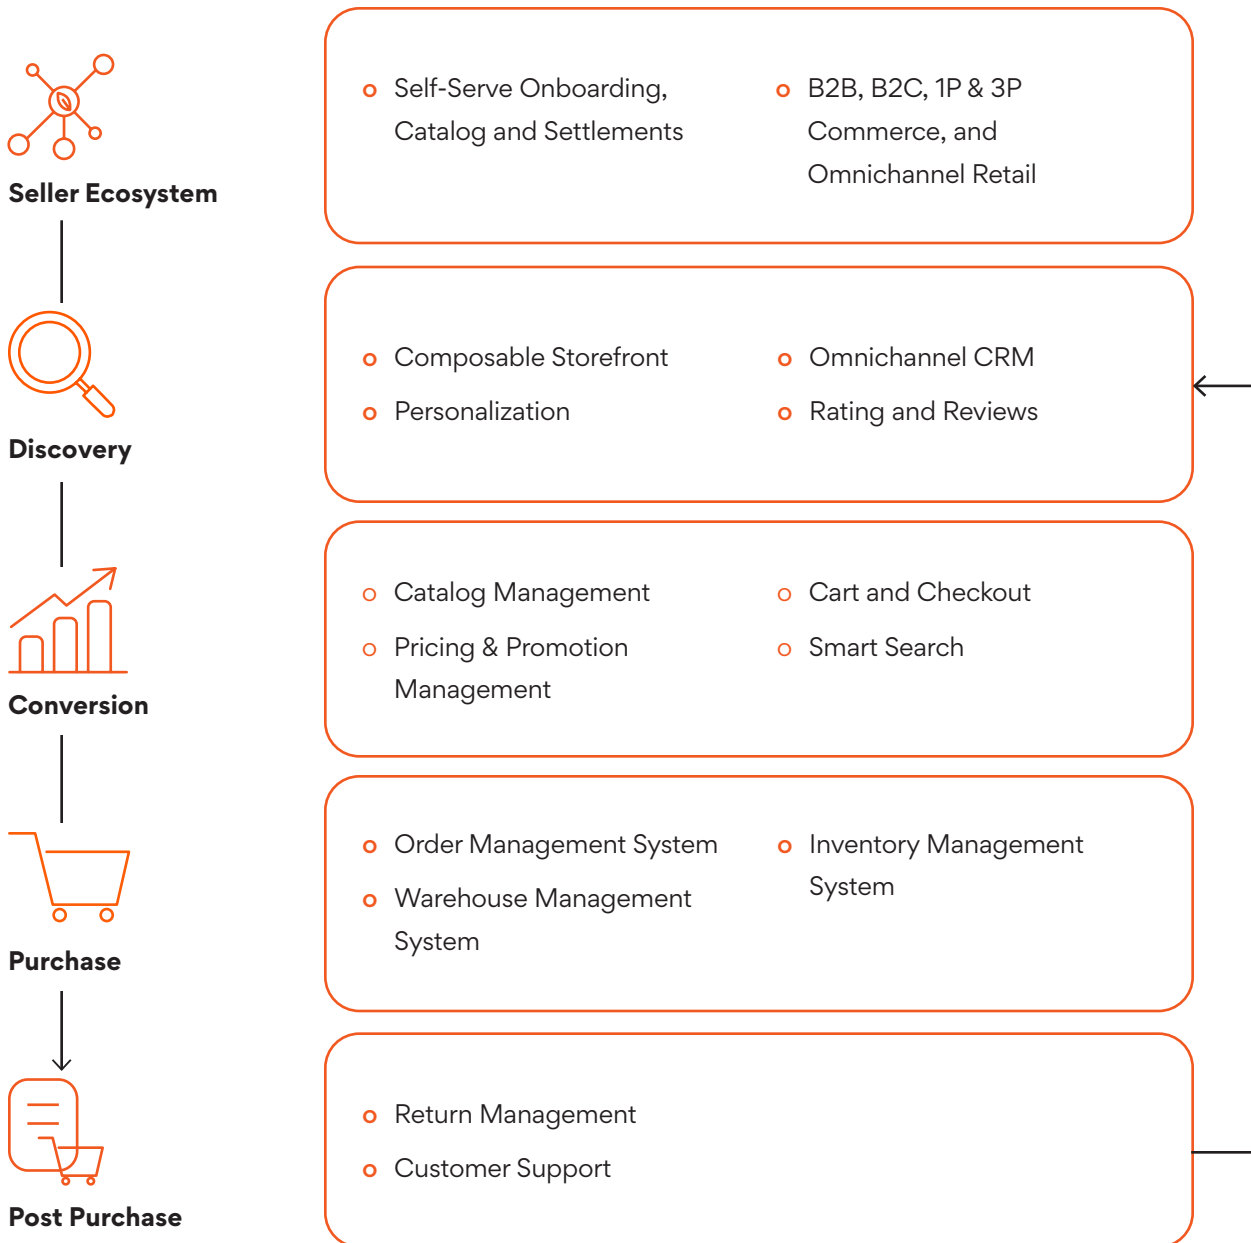 Seller Ecosystem
Self-Serve Onboarding,
Catalog and Settlements
B2B, B2C, 1P & 3P
Commerce, and
Omnichannel Retail
Discovery
Composable Storefront
Personalization
Omnichannel CRM
Rating and Reviews
Conversion
Catalog Management
Pricing & Promotion
Management
Cart and Checkout
Smart Search
Purchase
Order Management System
Warehouse Management
System
Inventory Management
System
Post Purchase
Return Management
Customer Support